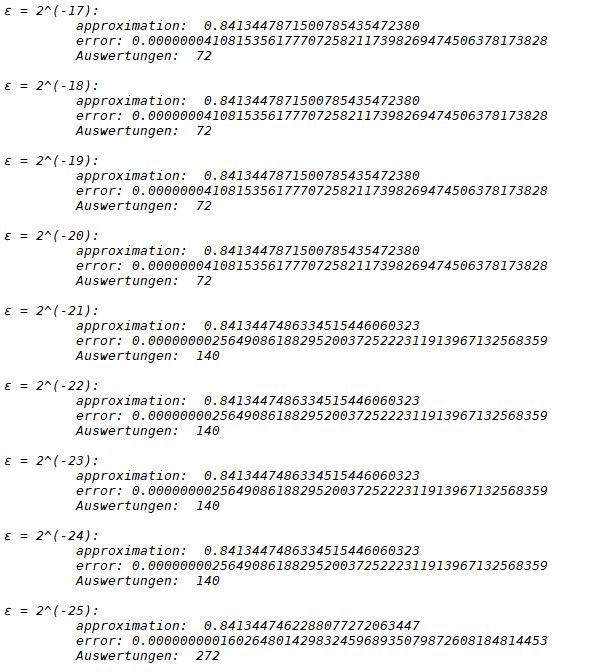 ε = 2^(-17):
approximation: 0.8413447871500785435472380
error: 0.00000004108153561777072582117398269474506378173828
Auswertungen: 72
ε = 2^(-18):
approximation: 0.8413447871500785435472380
error: 0.00000004108153561777072582117398269474506378173828
Auswertungen: 72
ε = 2^(-19):
approximation: 0.8413447871500785435472380
error: 0.00000004108153561777072582117398269474506378173828
Auswertungen: 72
ε = 2^(-20):
approximation: 0.8413447871500785435472380
error: 0.00000004108153561777072582117398269474506378173828
Auswertungen: 72
ε = 2^(-21):
approximation: 0.8413447486334515446060323
error: 0.00000000256490861882952003725222311913967132568359
Auswertungen: 140
ε = 2^(-22):
approximation: 0.8413447486334515446060323
error: 0.00000000256490861882952003725222311913967132568359
Auswertungen: 140
ε = 2^(-23):
approximation: 0.8413447486334515446060323
error: 0.00000000256490861882952003725222311913967132568359
Auswertungen: 140
ε = 2^(-24):
approximation: 0.8413447486334515446060323
error: 0.00000000256490861882952003725222311913967132568359
Auswertungen: 140
ε = 2^(-25):
approximation: 0.8413447462288077272063447
error: 0.00000000016026480142983245968935079872608184814453
Auswertungen: 272